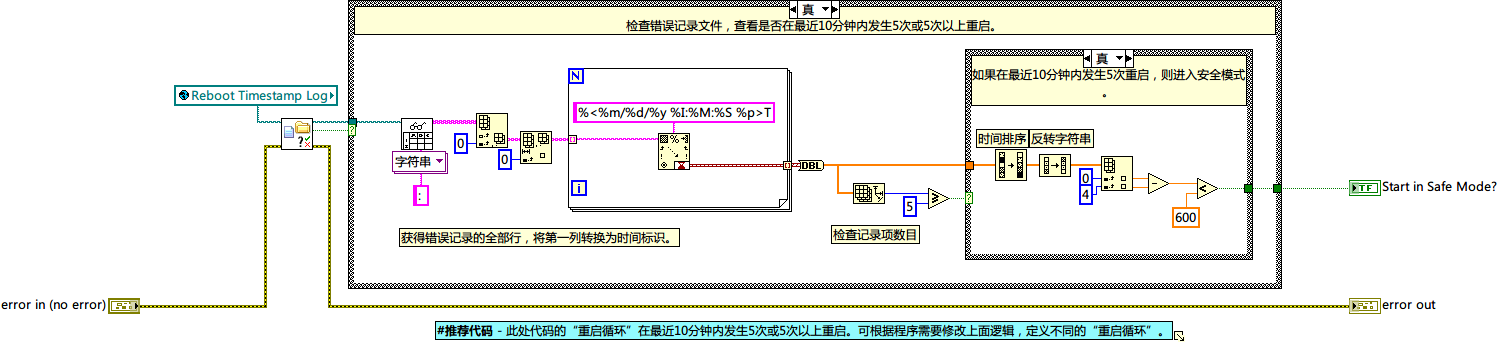 真
检查错误记录文件，查看是否在最近10分钟内发生5次或5次以上重启。
真
如果在最近10分钟内发生5次重启，则进入安全模式
。
N
Reboot Timestamp Log
%<%m/%d/%y %I:%M:%S %p>T
?
0
0
字符串
:
DBL
时间排序
反转字符串
0
4
5
600
i
TF
Start in Safe Mode?
检查记录项数目
获得错误记录的全部行，将第一列转换为时间标识。
error in (no error)
error out
#推荐代码 - 此处代码的“重启循环”在最近10分钟内发生5次或5次以上重启。可根据程序需要修改上面逻辑，定义不同的“重启循环”。